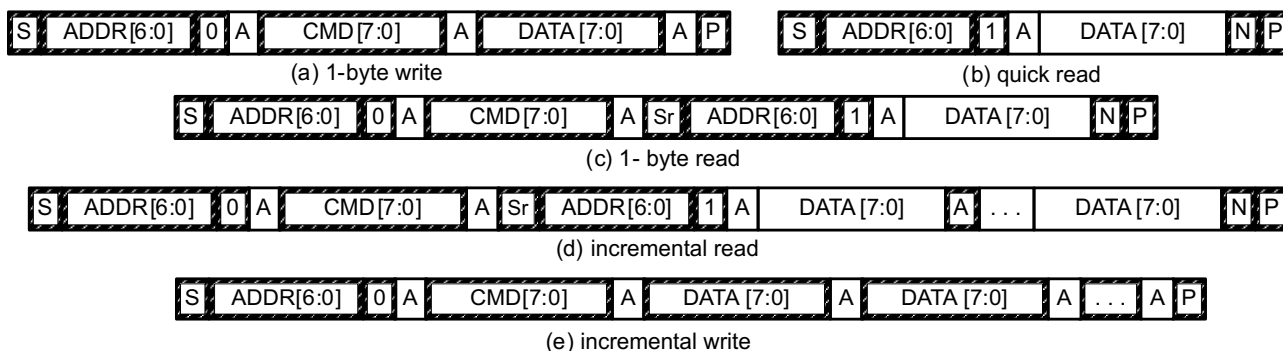 S ADDR[6:0] 0 A CMD[7:0] A DATA [7:0] A P
(a) 1-byte write
S ADDR[6:0] 1 A DATA [7:0] N P
(b) quick read
S ADDR[6:0] 0 A CMD[7:0] A Sr ADDR[6:0] 1 A DATA [7:0] N P
(c) 1- byte read
S ADDR[6:0] 0 A CMD[7:0] A Sr ADDR[6:0] 1 A DATA [7:0] A . . . DATA [7:0] N P
(d) incremental read
S ADDR[6:0] 0 A CMD[7:0] A DATA [7:0] A DATA [7:0] A . . . A P
(e) incremental write